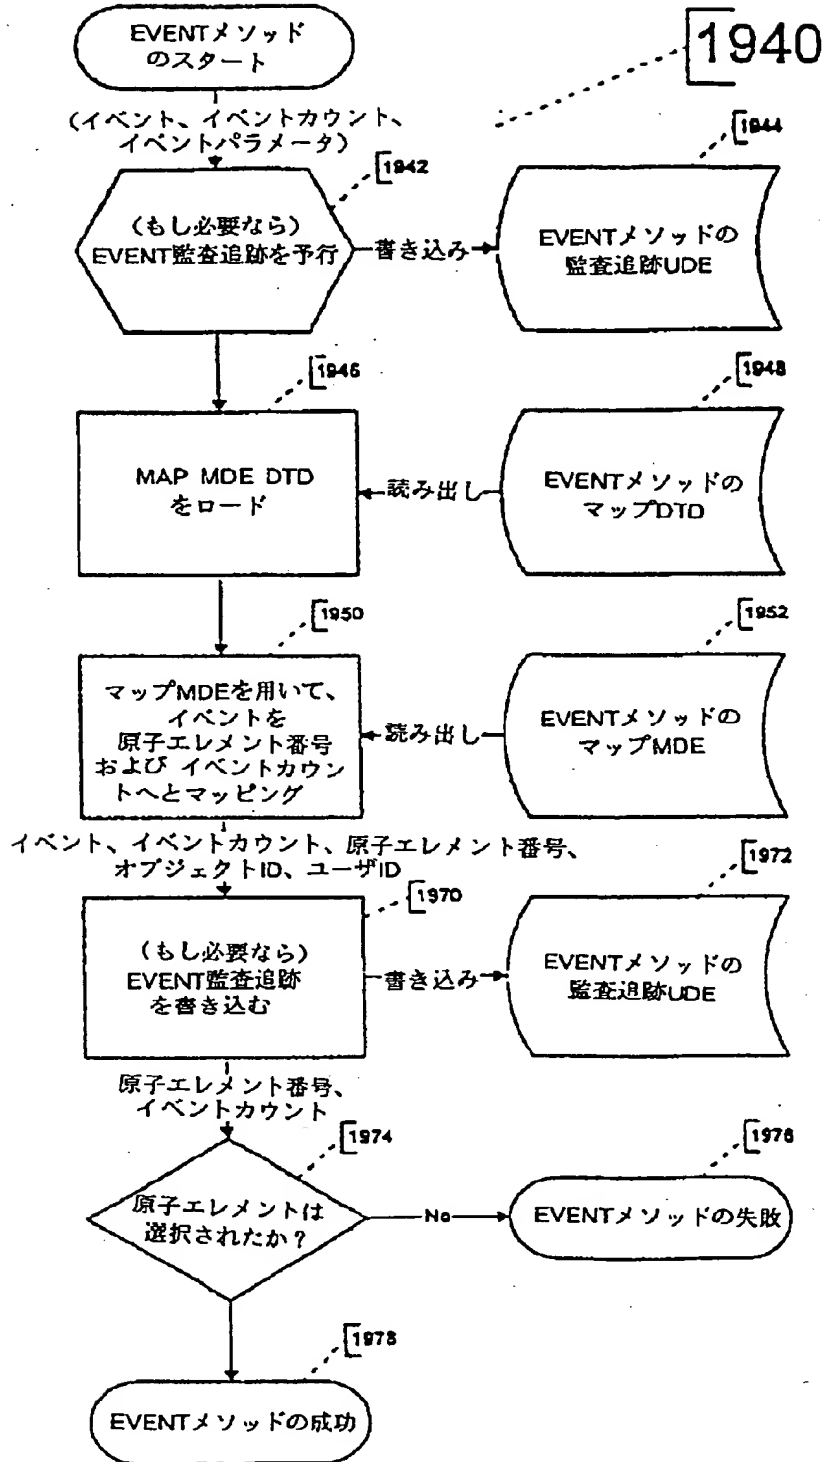 EVENTメソッド
のスタート
1940
(イベント、イベントカウント、
イベントパラメータ)
1942
1944
(もし必要なら)
EVENT監査追跡を予行
書き込み
EVENTメソッドの
監査追跡UDE
1946
1948
MAP MDE DTD
をロード
読み出し
EVENTメソッドの
マップDTD
1950
1952
マップMDEを用いて、
イベントを
原子エレメント番号
および イベントカウン
トへとマッピング
読み出し
EVENTメソッドの
マップMDE
イベント、イベントカウント、原子エレメント番号、
オブジェクトID、ユーザID
1970
1972
(もし必要なら)
EVENT監査追跡
を書き込む
書き込み
EVENTメソッドの
監査追跡UDE
原子エレメント番号、
イベントカウント
1974
1976
原子エレメントは
選択されたか?
No
EVENTメソッドの失敗
1978
EVENTメソッドの成功